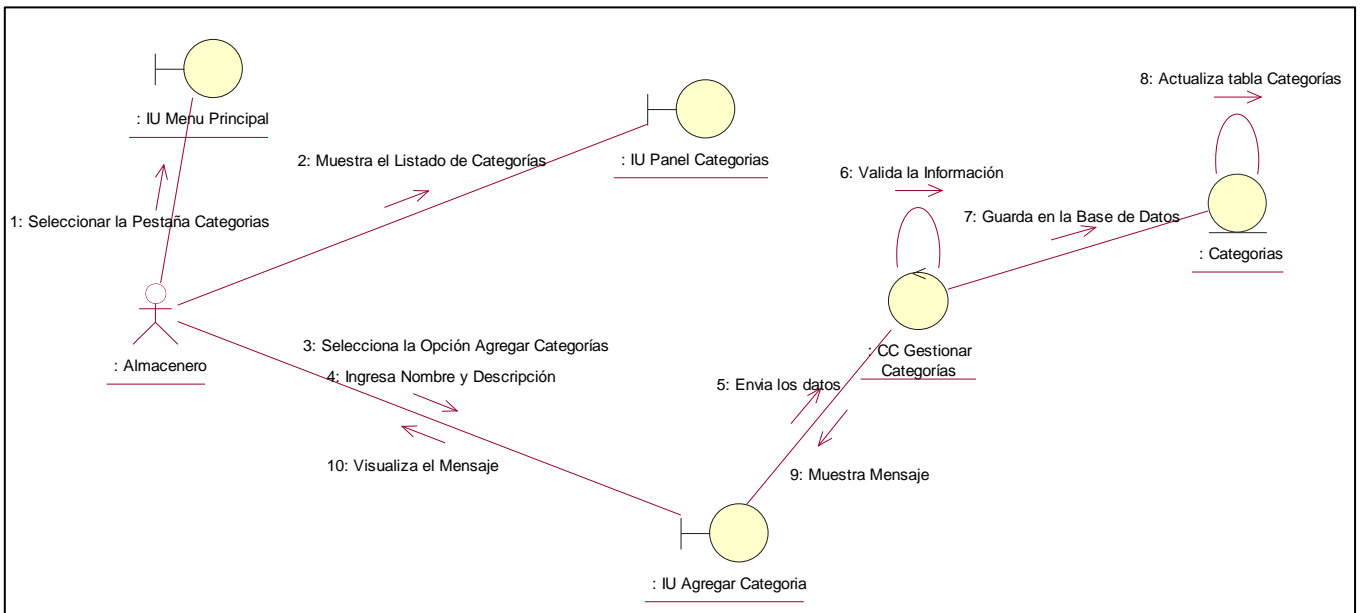 8: Actualiza tabla Categorías
: IU Menu Principal
2: Muestra el Listado de Categorías
: IU Panel Categorias
6: Valida la Información
1: Seleccionar la Pestaña Categorias
7: Guarda en la Base de Datos
: Categorias
3: Selecciona la Opción Agregar Categorías
: Almacenero
4: Ingresa Nombre y Descripción
: CC Gestionar
Categorías
5: Envia los datos
10: Visualiza el Mensaje
9: Muestra Mensaje
: IU Agregar Categoria